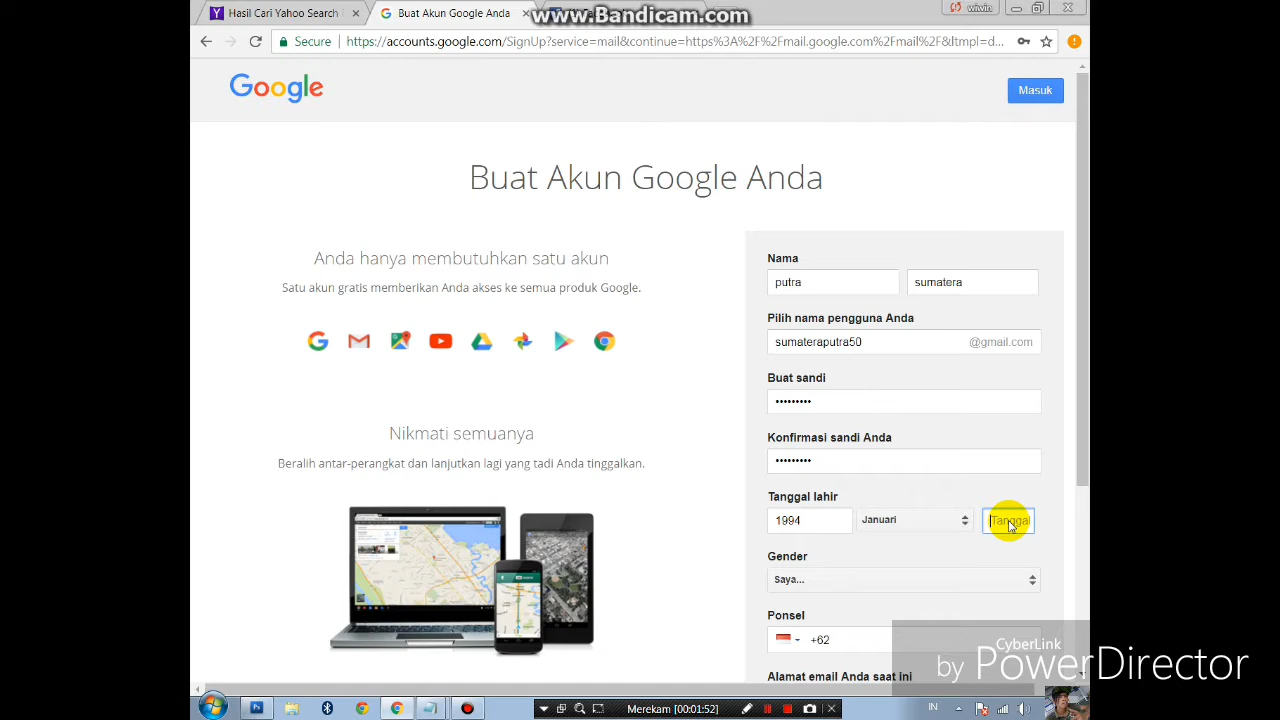 www.Bandicam.com
Hasil Cari Yahoo Search
Buat Akun Google Anda
wivin
Secure
https://accounts.google.com/SignUp?service=mail&continue=https%3A%2F%2Fmail.google.com%2Fmail%2F&ltmpl=d...
Google
Masuk
Buat Akun Google Anda
Anda hanya membutuhkan satu akun
Satu akun gratis memberikan Anda akses ke semua produk Google.
Nikmati semuanya
Beralih antar-perangkat dan lanjutkan lagi yang tadi Anda tinggalkan.
Nama
putra
sumatera
Pilih nama pengguna Anda
sumateraputra50
@gmail.com
Buat sandi
•••••••••
Konfirmasi sandi Anda
•••••••••
Tanggal lahir
1994
Januari
Tanggal
Gender
Saya...
Ponsel
+62
Alamat email Anda saat ini
CyberLink
by PowerDirector
Merekam [00:01:52]
IN